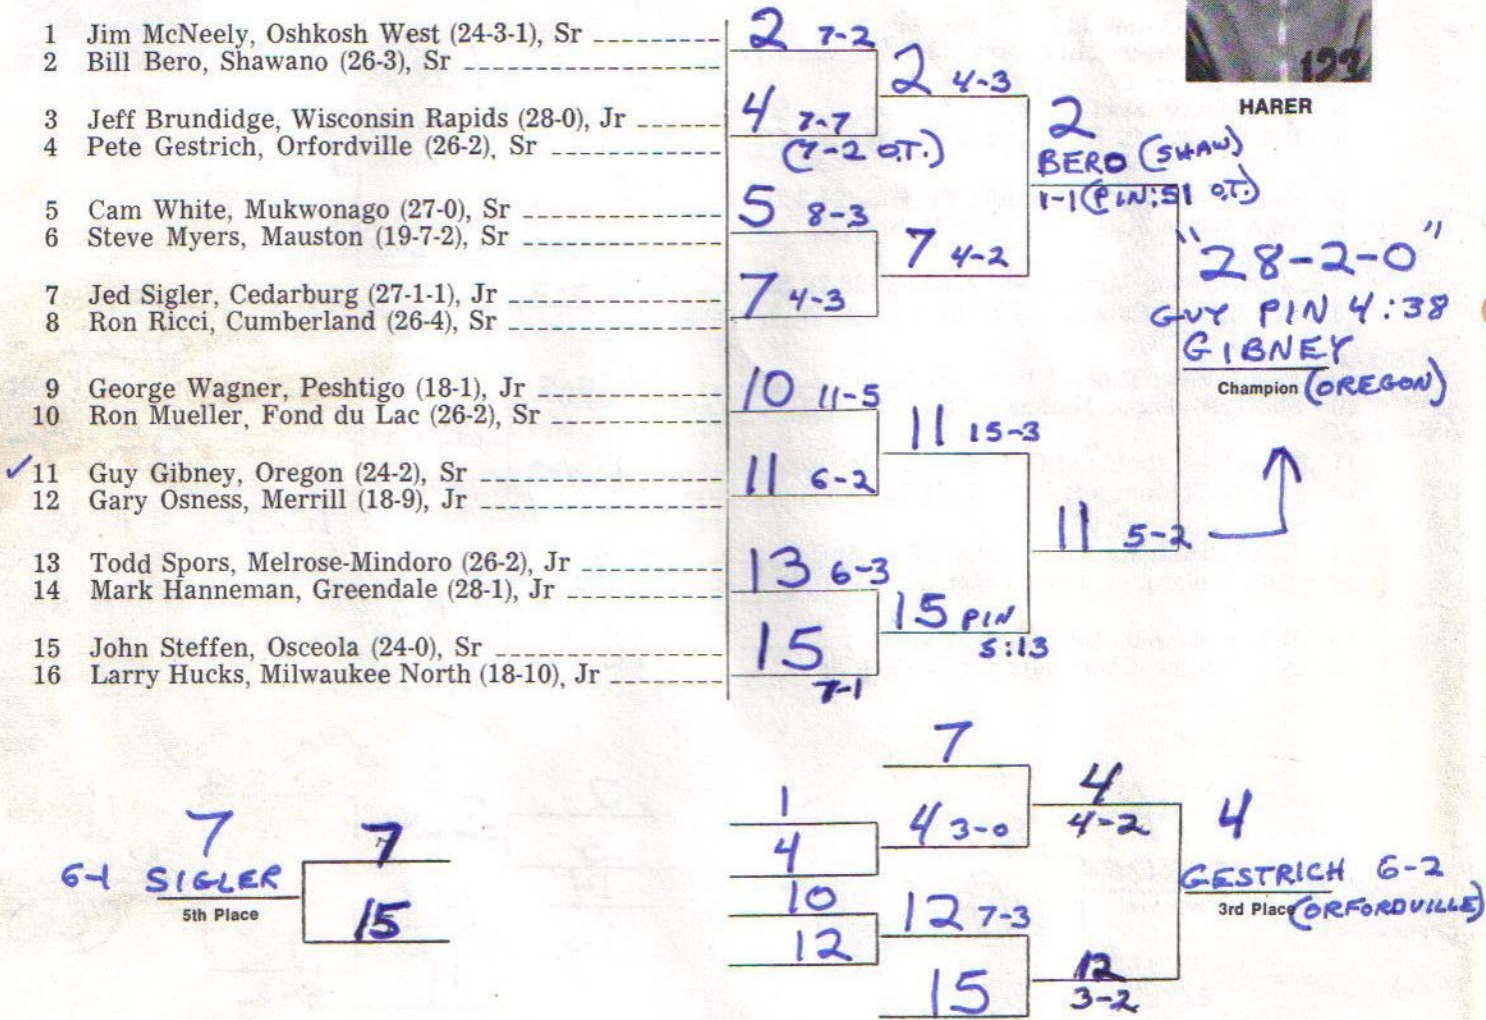 1 Jim McNeely, Oshkosh West (24-3-1), Sr
2 Bill Bero, Shawano (26-3), Sr
3 Jeff Brundidge, Wisconsin Rapids (28-0), Jr
4 Pete Gestrich, Orfordville (26-2), Sr
5 Cam White, Mukwonago (27-0), Sr
6 Steve Myers, Mauston (19-7-2), Sr
7 Jed Sigler, Cedarburg (27-1-1), Jr
8 Ron Ricci, Cumberland (26-4), Sr
9 George Wagner, Peshtigo (18-1), Jr
10 Ron Mueller, Fond du Lac (26-2), Sr
✓11 Guy Gibney, Oregon (24-2), Sr
12 Gary Osness, Merrill (18-9), Jr
13 Todd Spors, Melrose-Mindoro (26-2), Jr
14 Mark Hanneman, Greendale (28-1), Jr
15 John Steffen, Osceola (24-0), Sr
16 Larry Hucks, Milwaukee North (18-10), Jr
2 7-2
4 7-7
(7-2 O.T.)
5 8-3
7 4-3
10 11-5
11 6-2
13 6-3
15
7-1
2 4-3
7 4-2
11 15-3
15 PIN
5:13
2
BERO (SHAW)
1-1 (PIN:51 O.T.)
11 5-2
HARER
"28-2-0"
GUY PIN 4:38
GIBNEY
Champion (OREGON)
7
6-1 SIGLER
5th Place
7
15
1
4
10
12
7
4 3-0
12 7-3
15
4
4-2
12
3-2
4
GESTRICH 6-2
3rd Place (ORFORDVILLE)